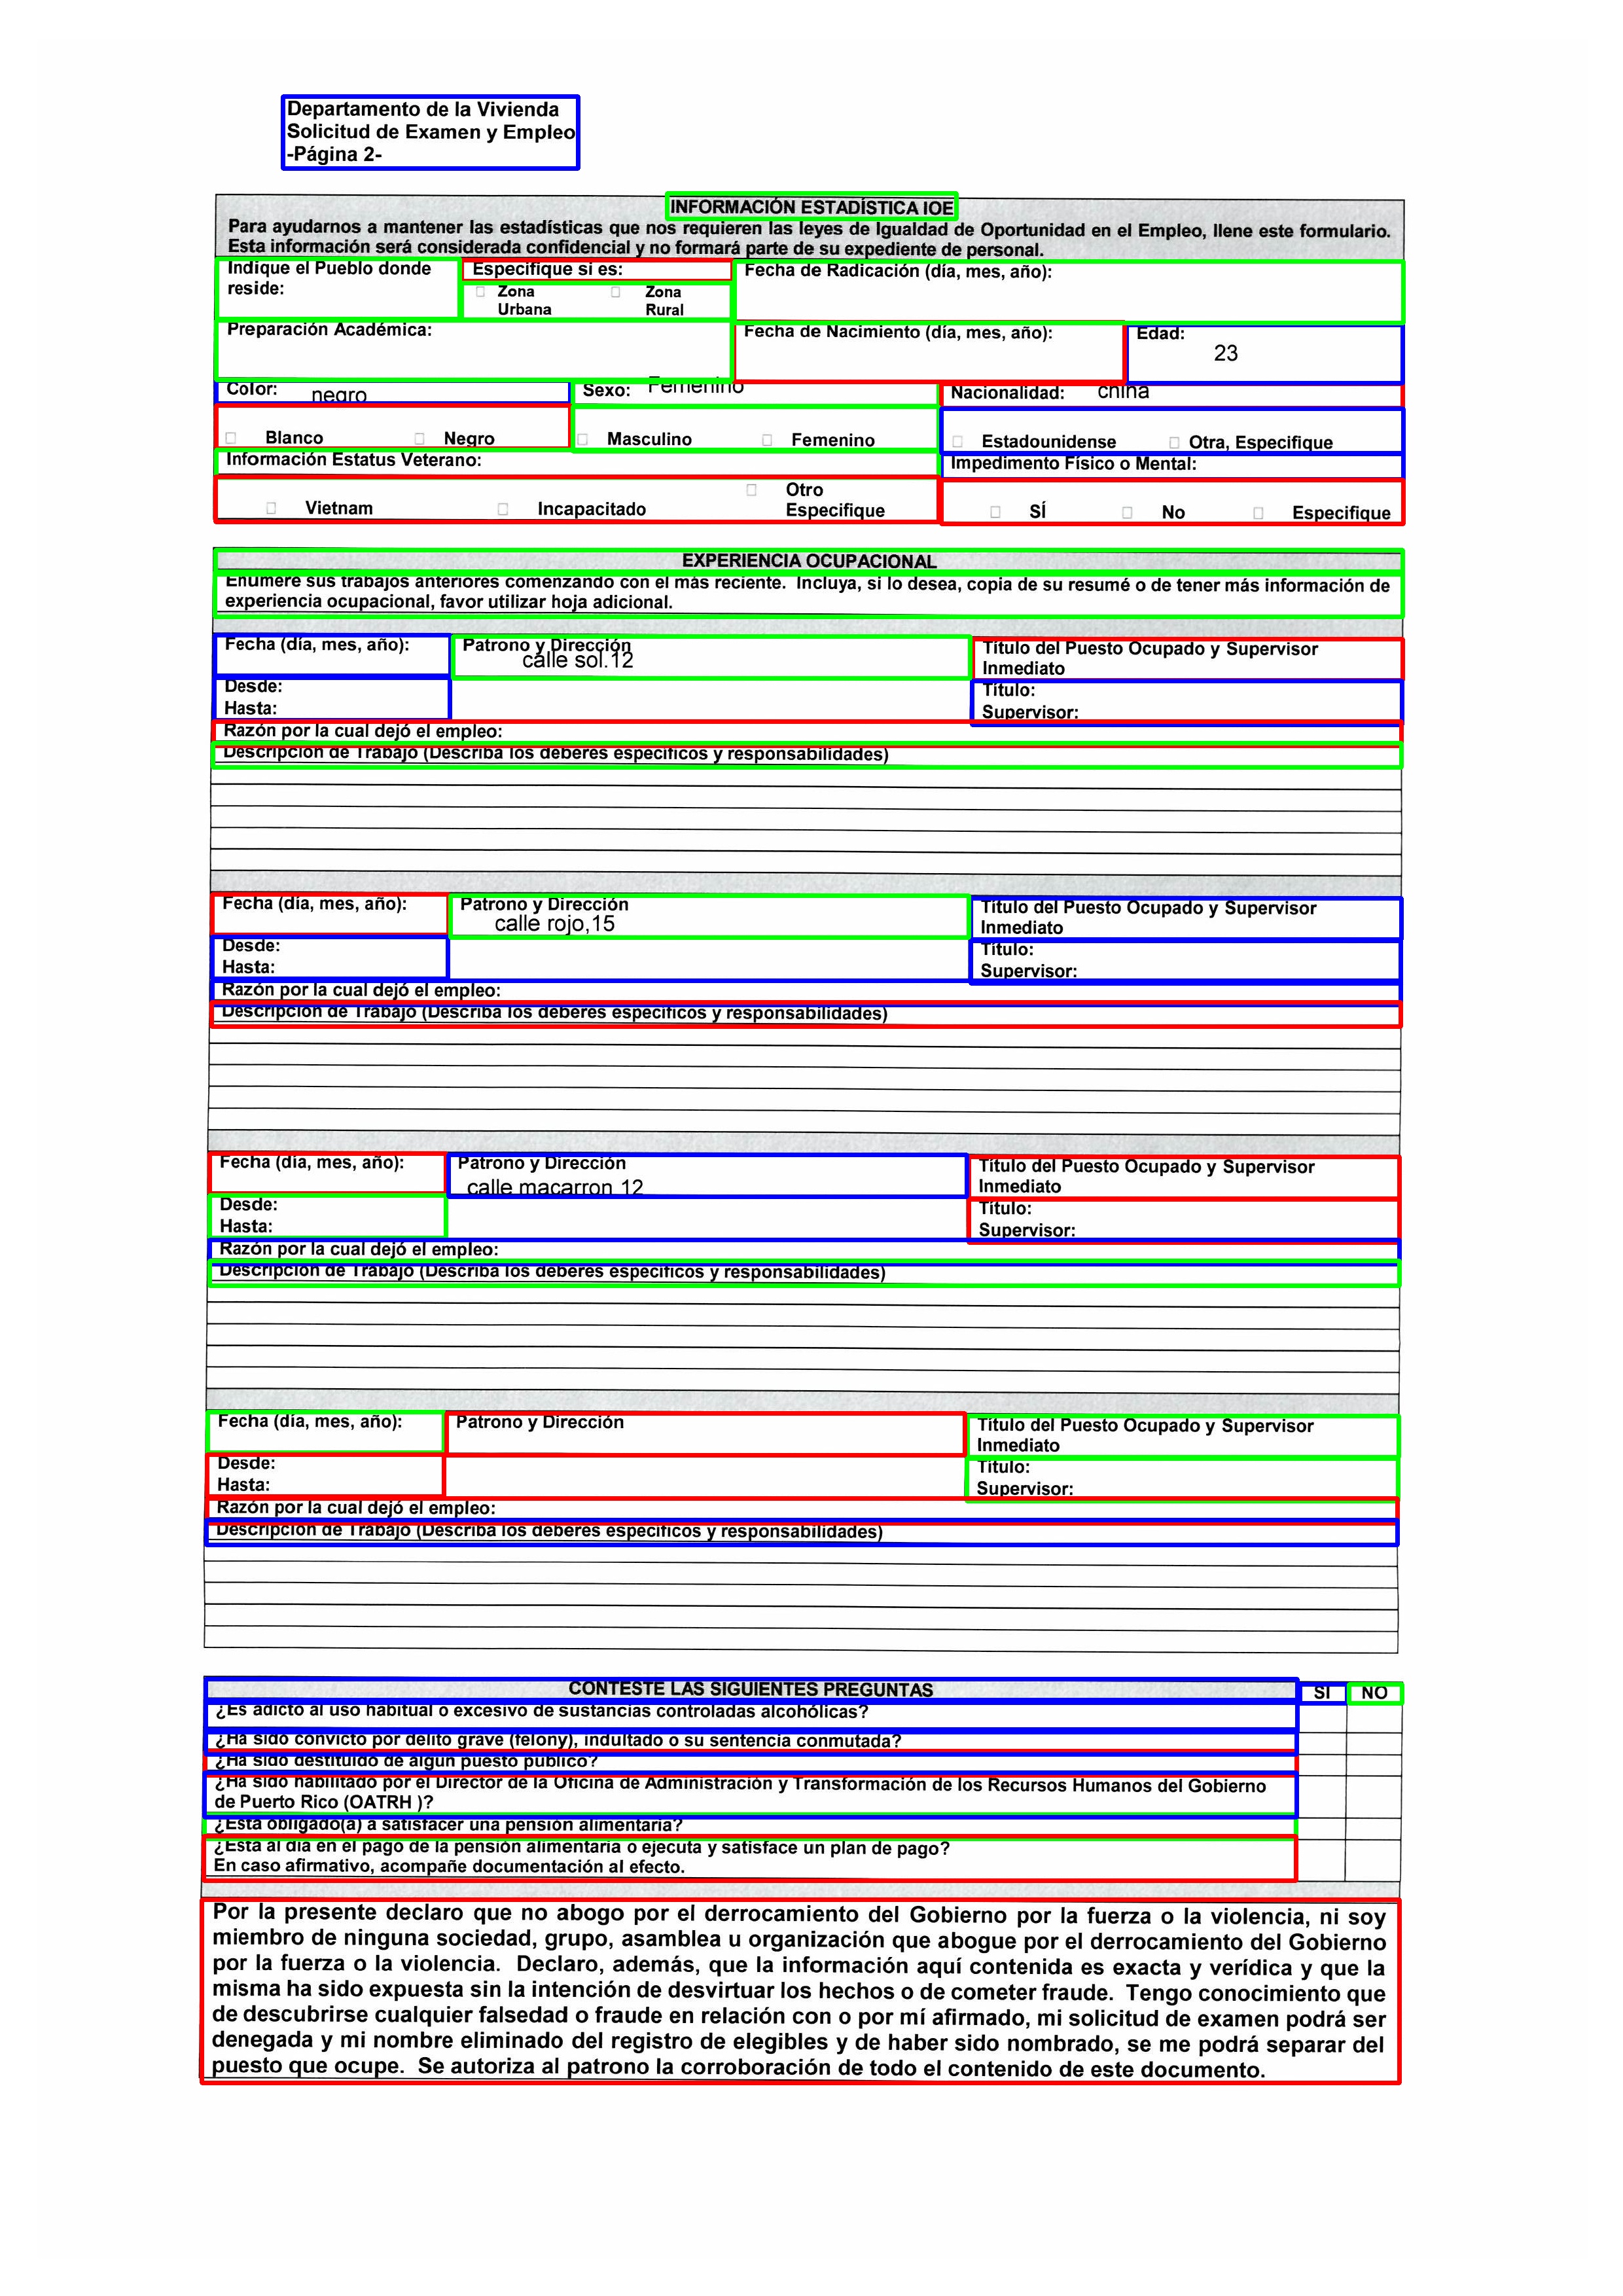 Departamento de la Vivienda
Solicitud de Examen y Empleo
-Página 2-
INFORMACIÓN ESTADÍSTICA IOE
Para ayudarnos a mantener las estadísticas que nos requieren las leyes de Igualdad de Oportunidad en el Empleo, llene este formulario.
Esta información será considerada confidencial y no formará parte de su expediente de personal.
Indique el Pueblo donde
reside:
Especifique si es:
Zona Urbana
Zona Rural
Fecha de Radicación (día, mes, año):
Preparación Académica:
Fecha de Nacimiento (día, mes, año):
Edad:
23
Color: negro
Sexo: Femenino
Nacionalidad: china
Blanco Negro
Masculino Femenino
Estadounidense Otra, Especifique
Información Estatus Veterano:
Impedimento Físico o Mental:
Vietnam Incapacitado Otro Especifique
SÍ No Especifique
EXPERIENCIA OCUPACIONAL
Enumere sus trabajos anteriores comenzando con el más reciente. Incluya, si lo desea, copia de su resumé o de tener más información de
experiencia ocupacional, favor utilizar hoja adicional.
Fecha (día, mes, año):
Patrono y Dirección
calle sol.12
Título del Puesto Ocupado y Supervisor
Inmediato
Desde:
Hasta:
Título:
Supervisor:
Razón por la cual dejó el empleo:
Descripción de Trabajo (Describa los deberes específicos y responsabilidades)
Fecha (día, mes, año):
Patrono y Dirección
calle rojo,15
Título del Puesto Ocupado y Supervisor
Inmediato
Desde:
Hasta:
Título:
Supervisor:
Razón por la cual dejó el empleo:
Descripción de Trabajo (Describa los deberes específicos y responsabilidades)
Fecha (día, mes, año):
Patrono y Dirección
calle macarron 12
Título del Puesto Ocupado y Supervisor
Inmediato
Desde:
Hasta:
Título:
Supervisor:
Razón por la cual dejó el empleo:
Descripción de Trabajo (Describa los deberes específicos y responsabilidades)
Fecha (día, mes, año):
Patrono y Dirección
Título del Puesto Ocupado y Supervisor
Inmediato
Desde:
Hasta:
Título:
Supervisor:
Razón por la cual dejó el empleo:
Descripción de Trabajo (Describa los deberes específicos y responsabilidades)
CONTESTE LAS SIGUIENTES PREGUNTAS SI NO
¿Es adicto al uso habitual o excesivo de sustancias controladas alcohólicas?
¿Ha sido convicto por delito grave (felony), indultado o su sentencia conmutada?
¿Ha sido destituido de algún puesto público?
¿Ha sido habilitado por el Director de la Oficina de Administración y Transformación de los Recursos Humanos del Gobierno
de Puerto Rico (OATRH )?
¿Está obligado(a) a satisfacer una pensión alimentaria?
¿Está al día en el pago de la pensión alimentaria o ejecuta y satisface un plan de pago?
En caso afirmativo, acompañe documentación al efecto.
Por la presente declaro que no abogo por el derrocamiento del Gobierno por la fuerza o la violencia, ni soy
miembro de ninguna sociedad, grupo, asamblea u organización que abogue por el derrocamiento del Gobierno
por la fuerza o la violencia. Declaro, además, que la información aquí contenida es exacta y verídica y que la
misma ha sido expuesta sin la intención de desvirtuar los hechos o de cometer fraude. Tengo conocimiento que
de descubrirse cualquier falsedad o fraude en relación con o por mí afirmado, mi solicitud de examen podrá ser
denegada y mi nombre eliminado del registro de elegibles y de haber sido nombrado, se me podrá separar del
puesto que ocupe. Se autoriza al patrono la corroboración de todo el contenido de este documento.